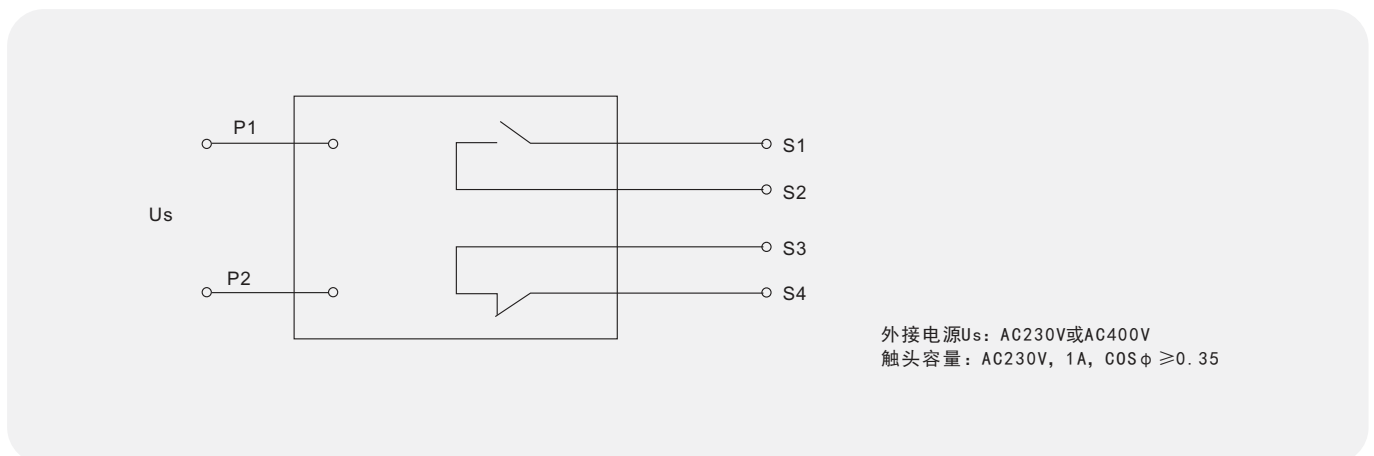 P1
S1
S2
Us
S3
P2
S4
外接电源Us: AC230V或AC400V
触头容量: AC230V, 1A, COSφ≥0.35